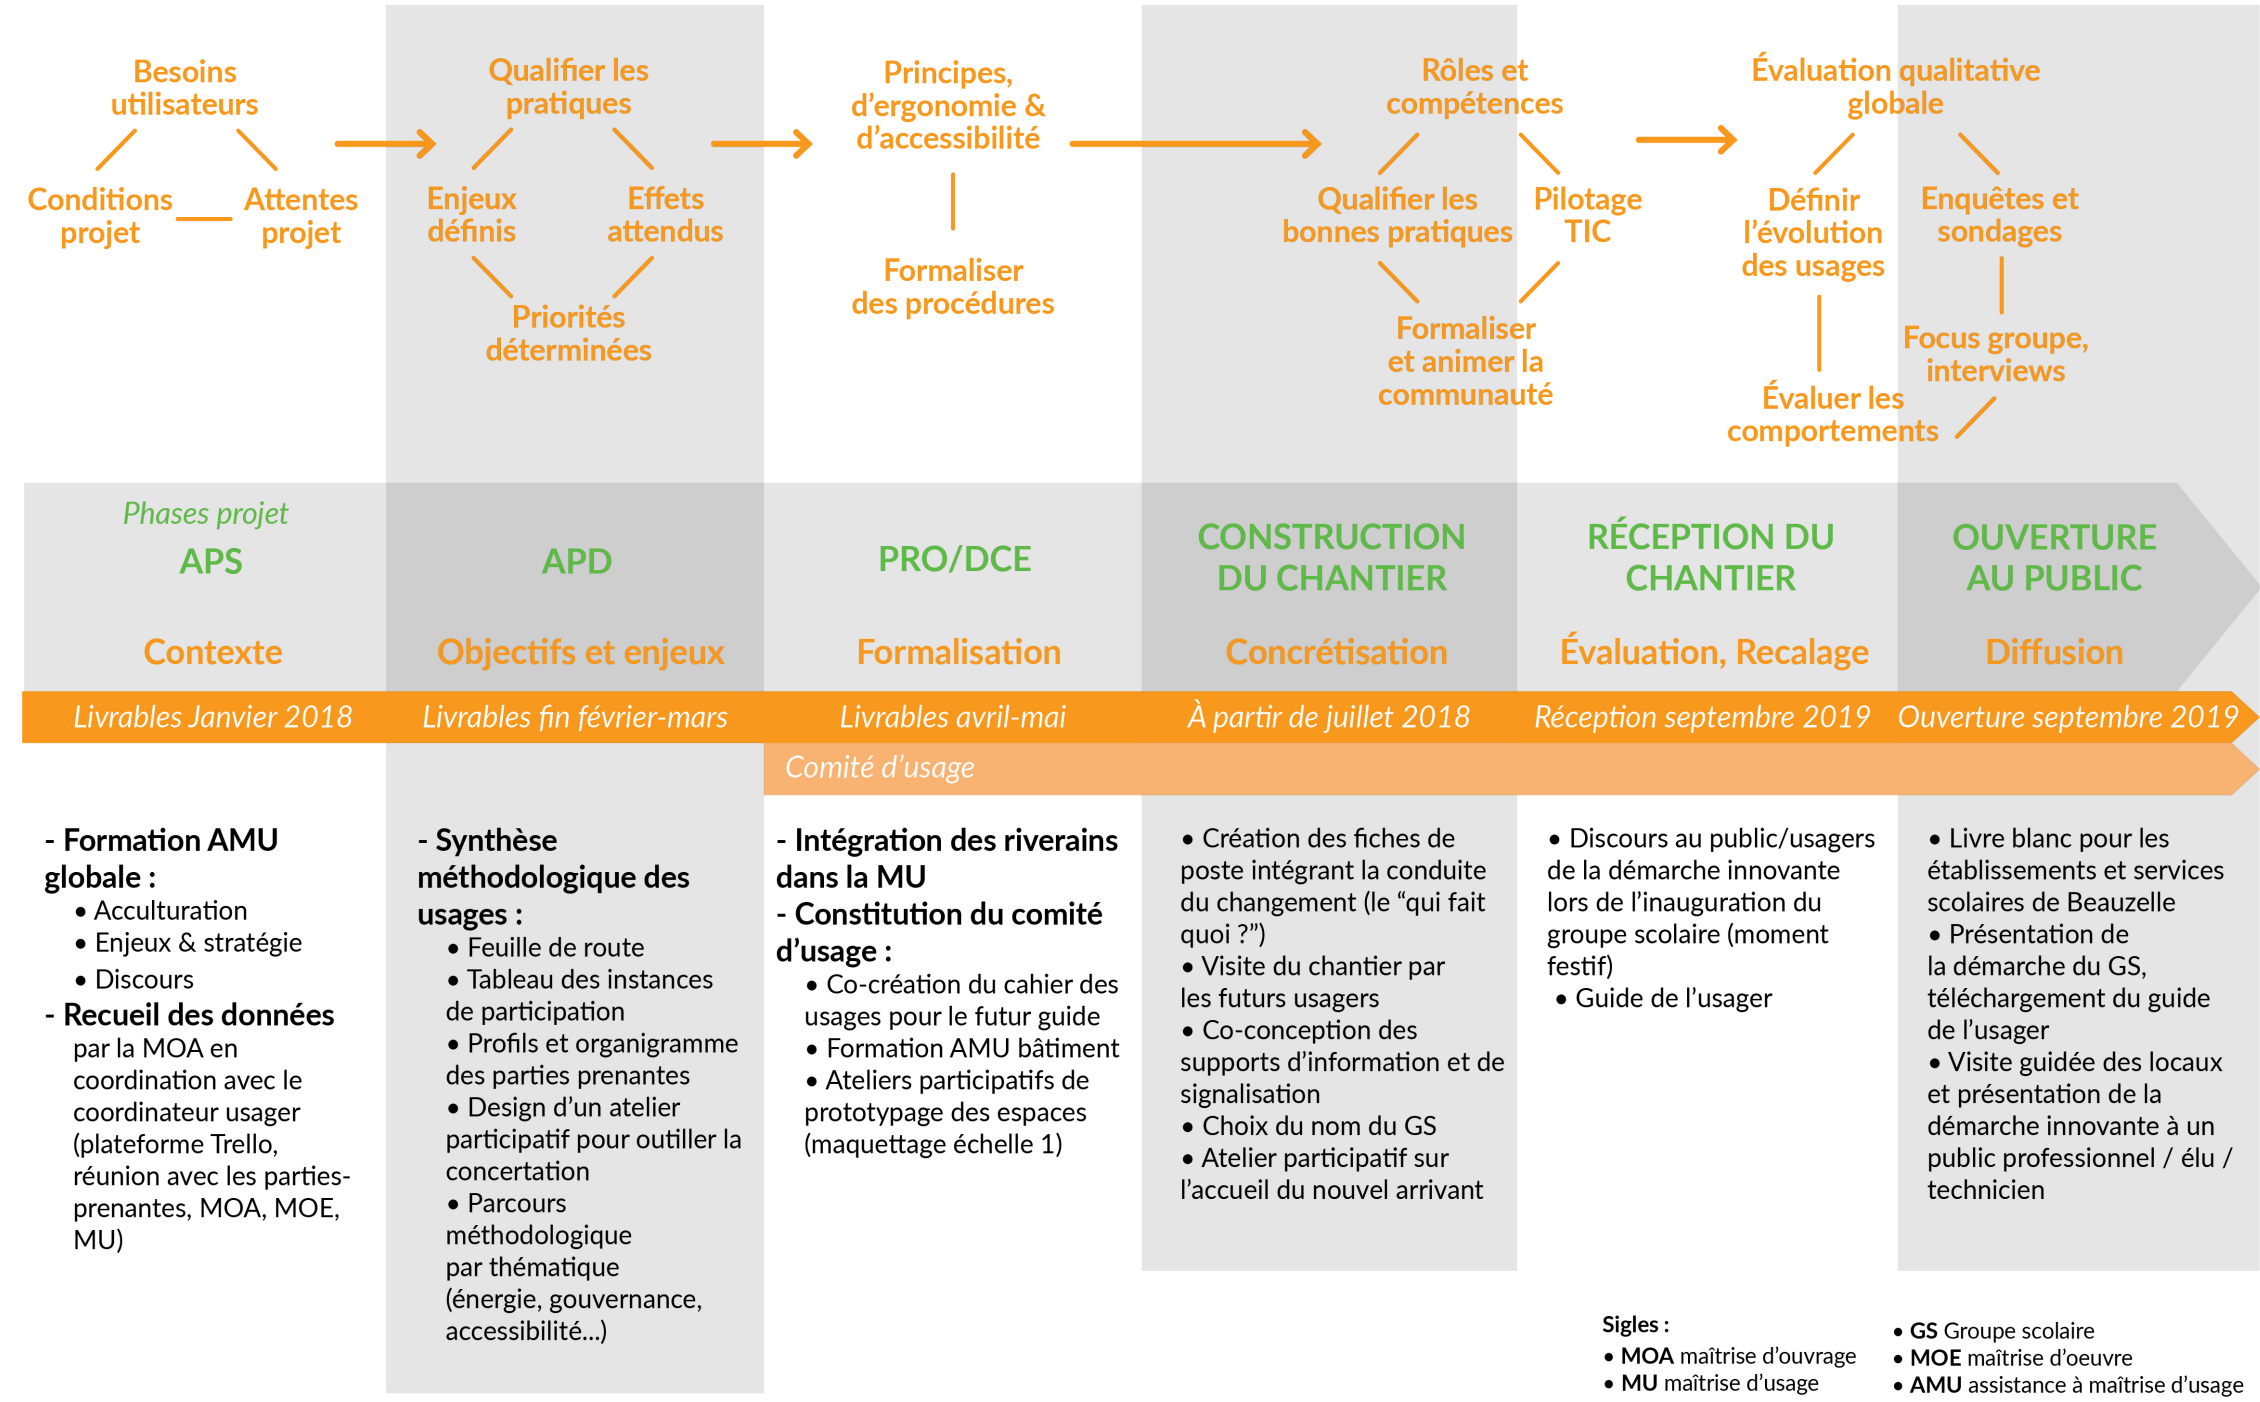 Besoins
utilisateurs
Conditions
projet
Attentes
projet
Qualifier les
pratiques
Enjeux
définis
Effets
attendus
Priorités
déterminées
Principes,
d’ergonomie &
d’accessibilité
Formaliser
des procédures
Rôles et
compétences
Qualifier les
bonnes pratiques
Pilotage
TIC
Formaliser
et animer la
communauté
Évaluation qualitative
globale
Définir
l’évolution
des usages
Enquêtes et
sondages
Focus groupe,
interviews
Évaluer les
comportements
Phases projet
APS
APD
PRO/DCE
CONSTRUCTION
DU CHANTIER
RÉCEPTION DU
CHANTIER
OUVERTURE
AU PUBLIC
Contexte
Objectifs et enjeux
Formalisation
Concrétisation
Évaluation, Recalage
Diffusion
Livrables Janvier 2018
Livrables fin février-mars
Livrables avril-mai
À partir de juillet 2018
Réception septembre 2019
Ouverture septembre 2019
Comité d’usage
- Formation AMU
globale :
• Acculturation
• Enjeux & stratégie
• Discours
- Recueil des données
par la MOA en
coordination avec le
coordinateur usager
(plateforme Trello,
réunion avec les parties-
prenantes, MOA, MOE,
MU)
- Synthèse
méthodologique des
usages :
• Feuille de route
• Tableau des instances
de participation
• Profils et organigramme
des parties prenantes
• Design d’un atelier
participatif pour outiller la
concertation
• Parcours
méthodologique
par thématique
(énergie, gouvernance,
accessibilité...)
- Intégration des riverains
dans la MU
- Constitution du comité
d’usage :
• Co-création du cahier des
usages pour le futur guide
• Formation AMU bâtiment
• Ateliers participatifs de
prototypage des espaces
(maquettage échelle 1)
• Création des fiches de
poste intégrant la conduite
du changement (le “qui fait
quoi ?”)
• Visite du chantier par
les futurs usagers
• Co-conception des
supports d’information et de
signalisation
• Choix du nom du GS
• Atelier participatif sur
l’accueil du nouvel arrivant
• Discours au public/usagers
de la démarche innovante
lors de l’inauguration du
groupe scolaire (moment
festif)
• Guide de l’usager
• Livre blanc pour les
établissements et services
scolaires de Beauzelle
• Présentation de
la démarche du GS,
téléchargement du guide
de l’usager
• Visite guidée des locaux
et présentation de la
démarche innovante à un
public professionnel / élu /
technicien
Sigles :
• MOA maîtrise d’ouvrage
• MU maîtrise d’usage
• GS Groupe scolaire
• MOE maîtrise d’oeuvre
• AMU assistance à maîtrise d’usage